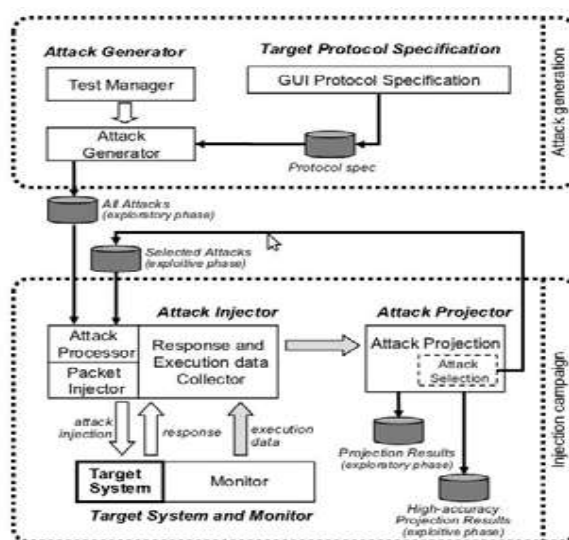 Attack Generator
Target Protocol Specification
Test Manager
GUI Protocol Specification
Attack
Generator
Protocol spec
Attack generation
All Attacks
(exploratory phase)
Selected Attacks
(exploitive phase)
Attack Injector
Attack Projector
Attack
Processor
Packet
Injector
Response and
Execution data
Collector
Attack Projection
Attack
Selection
attack
injection
response
execution
data
Projection Results
(exploratory phase)
Target
System
Monitor
Target System and Monitor
High-accuracy
Projection Results
(exploitive phase)
Injection campaign